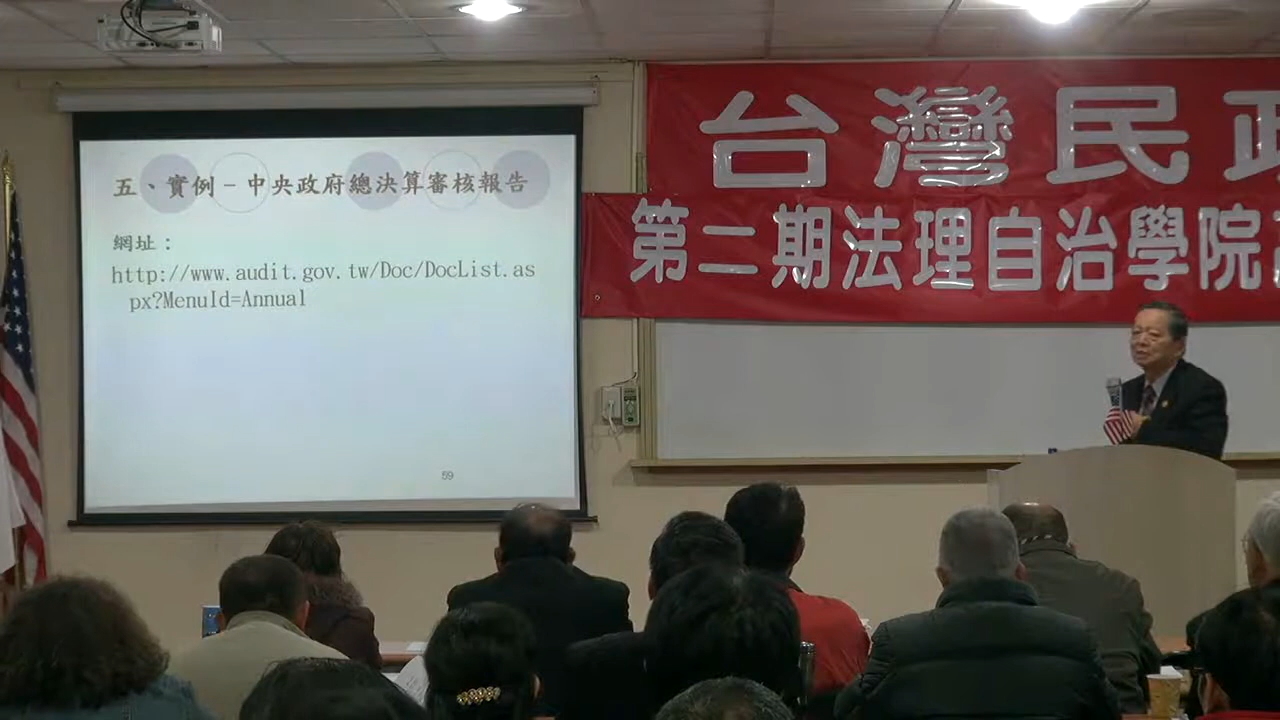 五、實例－中央政府總決算審核報告
網址：
http://www.audit.gov.tw/Doc/DocList.as
px?MenuId=Annual
59
台灣民政
第二期法理自治學院